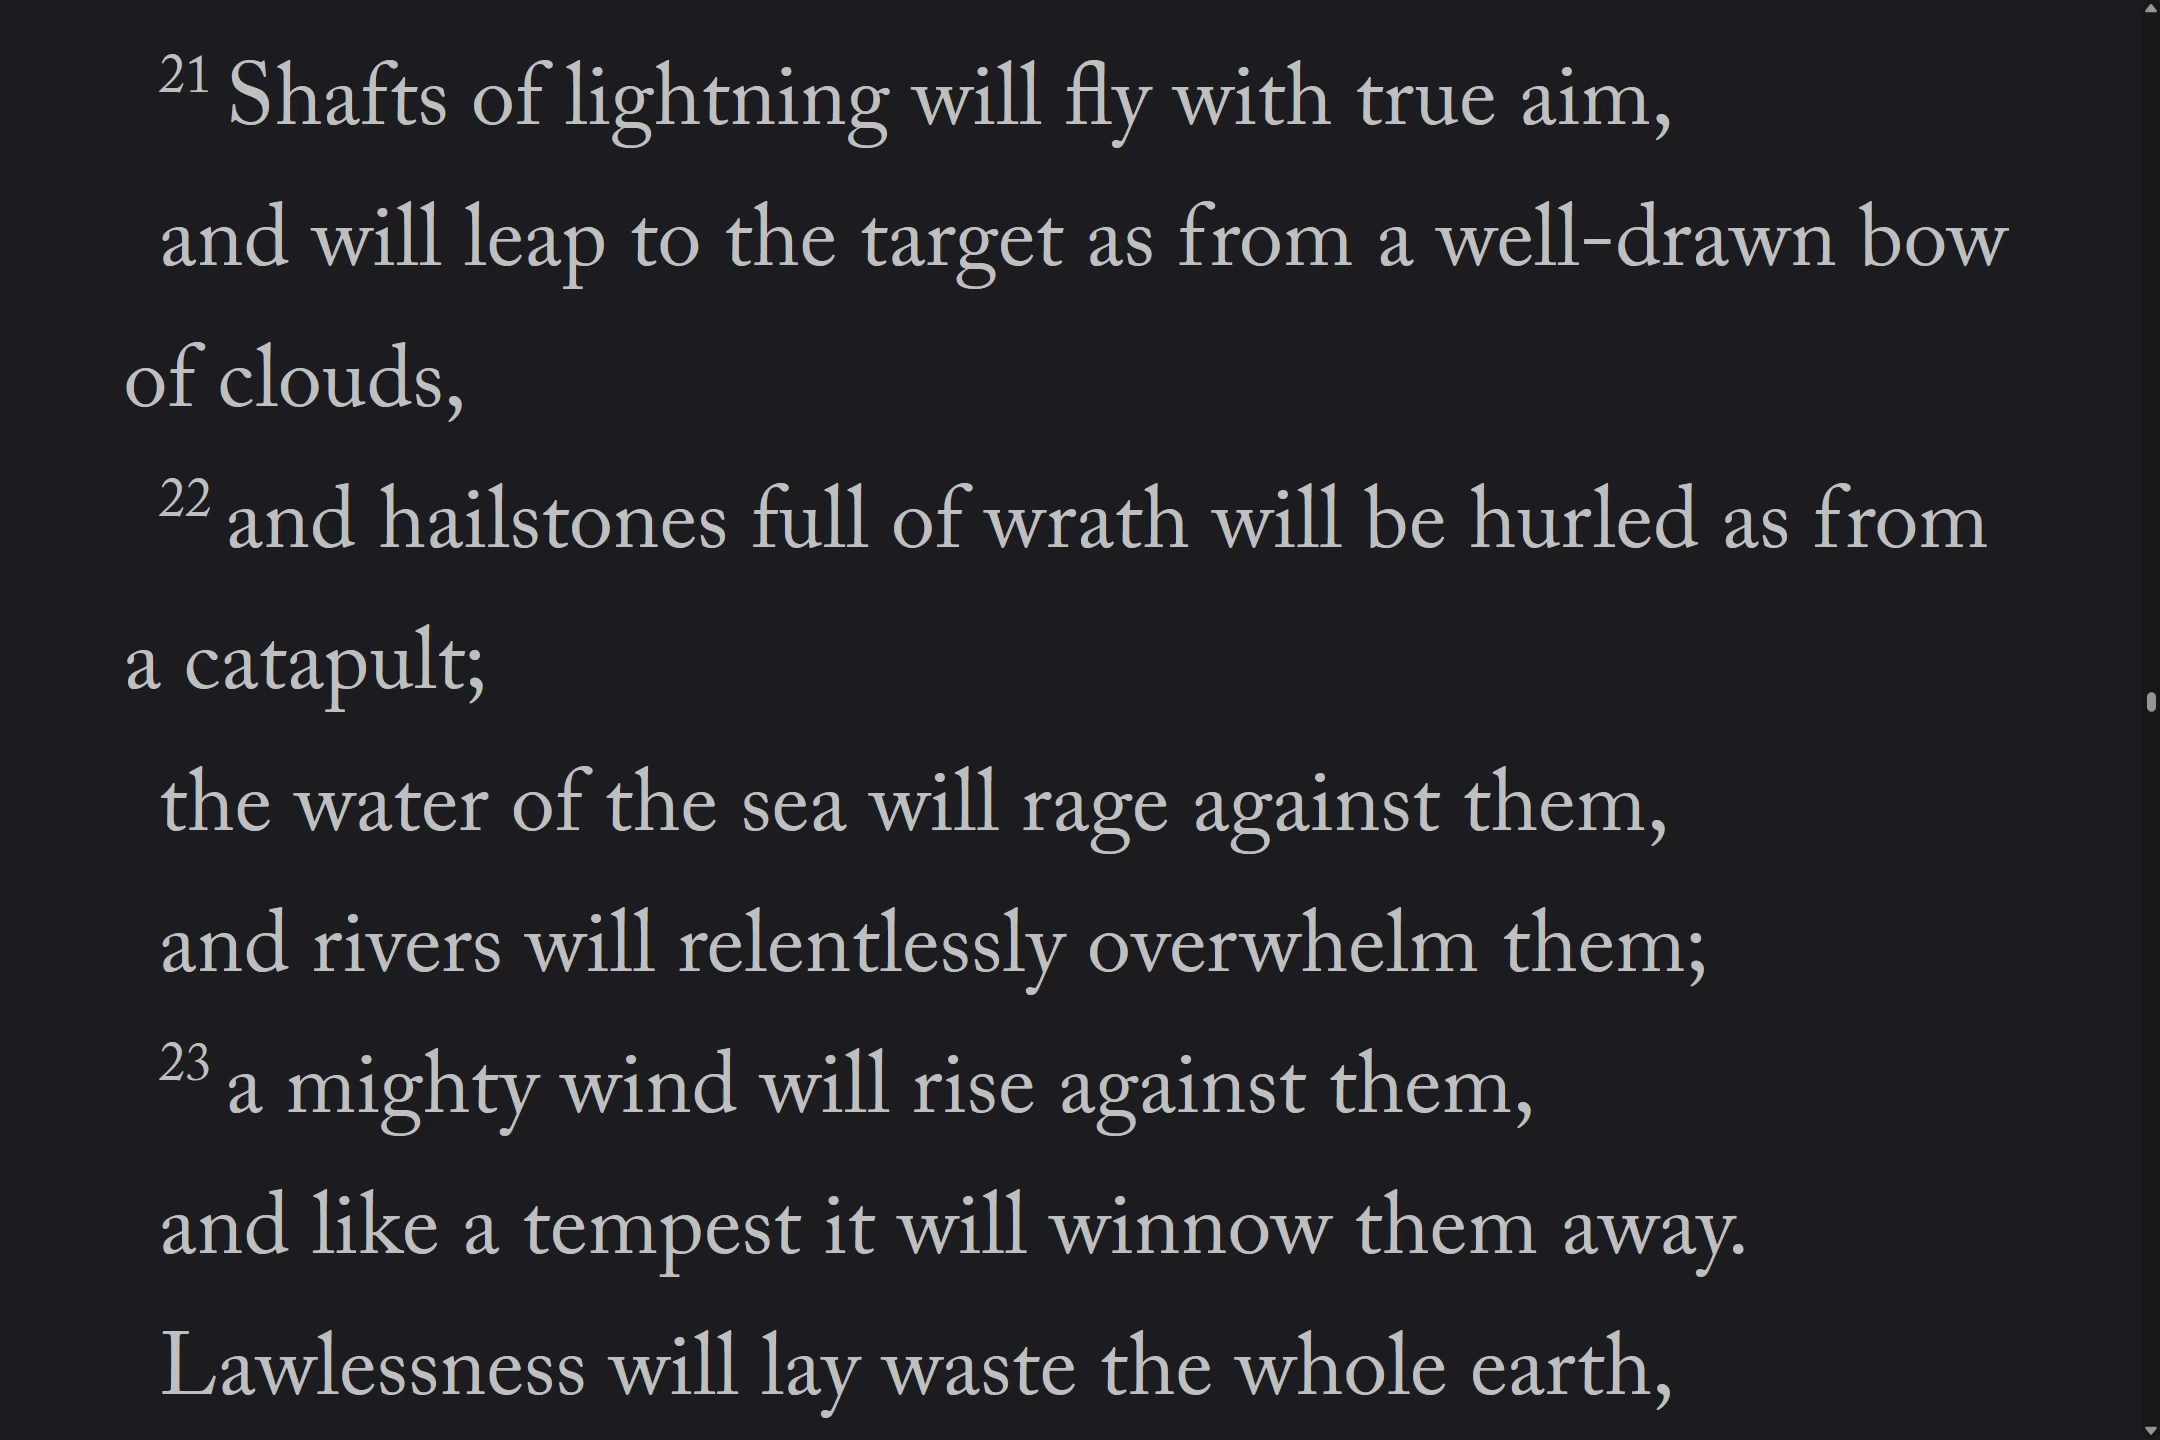 21 Shafts of lightning will fly with true aim,
and will leap to the target as from a well-drawn bow
of clouds,
22 and hailstones full of wrath will be hurled as from
a catapult;
the water of the sea will rage against them,
and rivers will relentlessly overwhelm them;
23 a mighty wind will rise against them,
and like a tempest it will winnow them away.
Lawlessness will lay waste the whole earth,